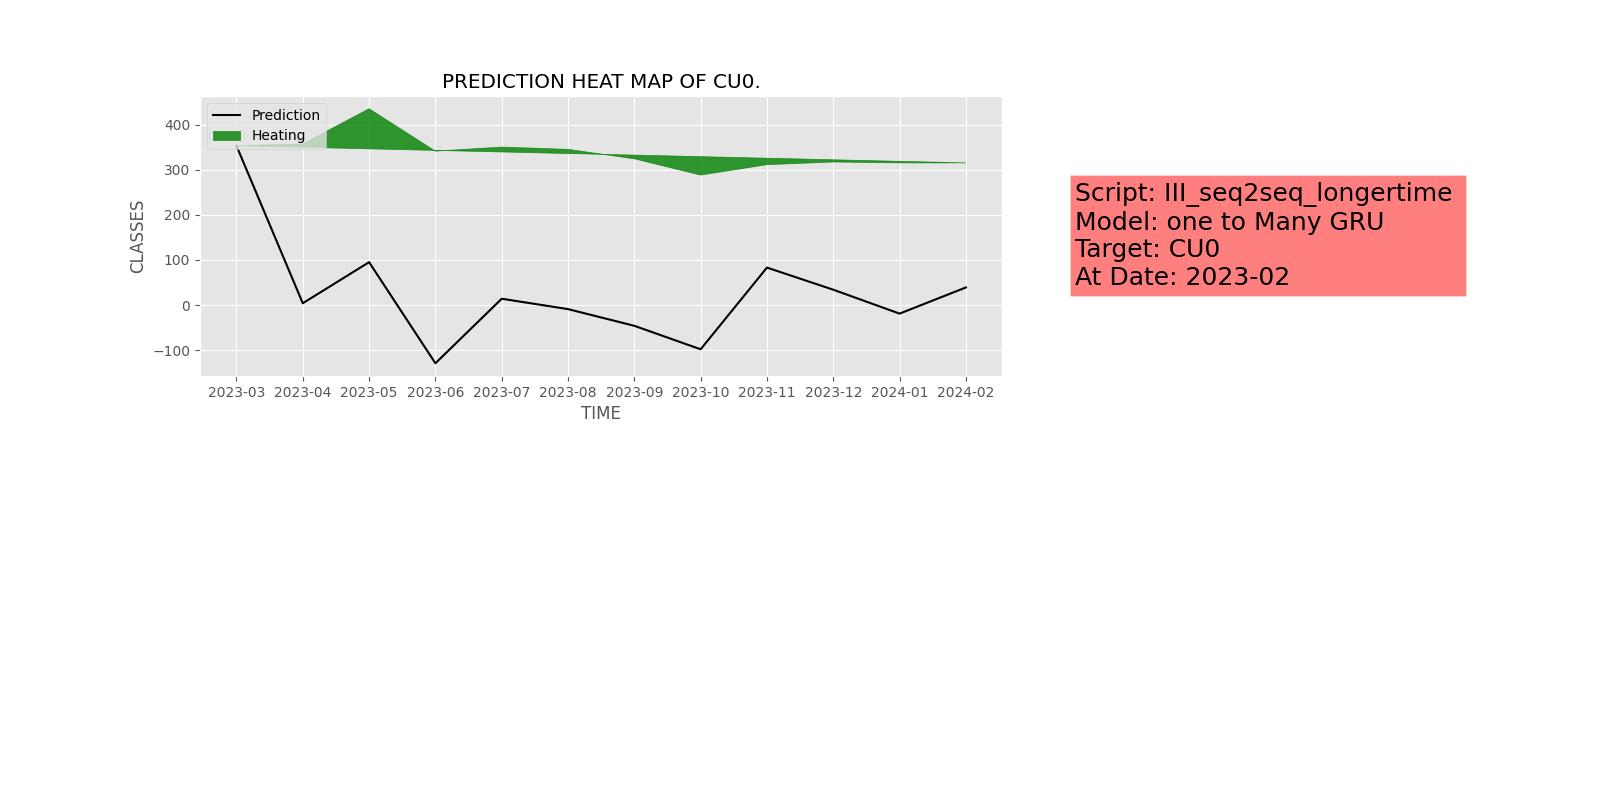 PREDICTION HEAT MAP OF CU0.
Prediction
Heating
CLASSES
400
300
200
100
0
−100
2023-03 2023-04 2023-05 2023-06 2023-07 2023-08 2023-09 2023-10 2023-11 2023-12 2024-01 2024-02
TIME
Script: III_seq2seq_longertime
Model: one to Many GRU
Target: CU0
At Date: 2023-02